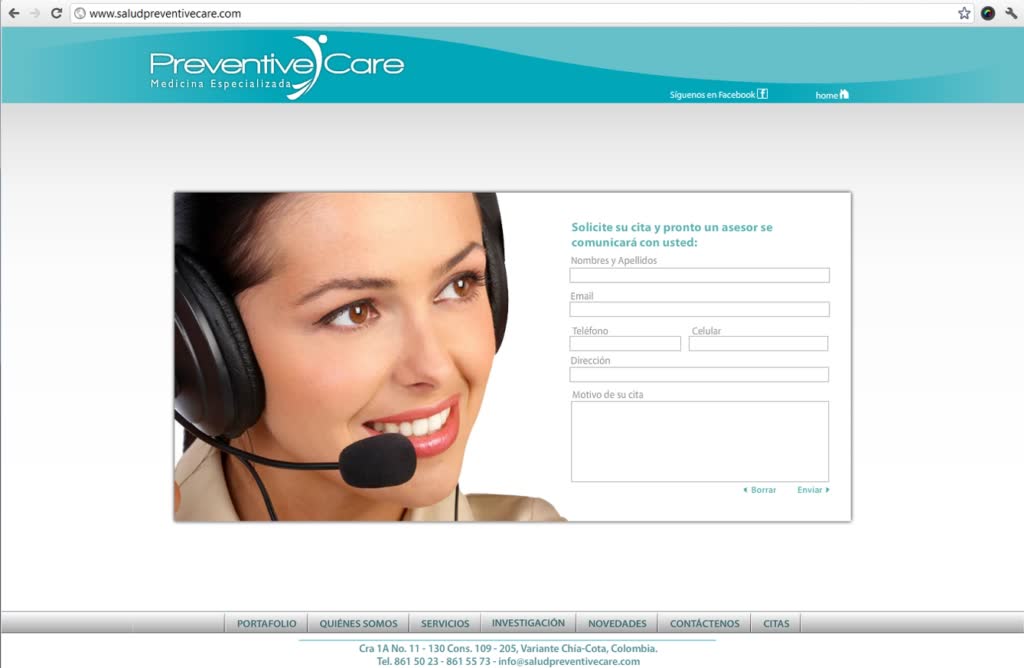 www.saludpreventivecare.com
Preventive Care
Medicina Especializada
Síguenos en Facebook f
home
Solicite su cita y pronto un asesor se
comunicará con usted:
Nombres y Apellidos
Email
Teléfono Celular
Dirección
Motivo de su cita
Borrar Enviar
PORTAFOLIO QUIÉNES SOMOS SERVICIOS INVESTIGACIÓN NOVEDADES CONTÁCTENOS CITAS
Cra 1A No. 11 - 130 Cons. 109 - 205, Variante Chía-Cota, Colombia.
Tel. 861 50 23 - 861 55 73 - info@saludpreventivecare.com